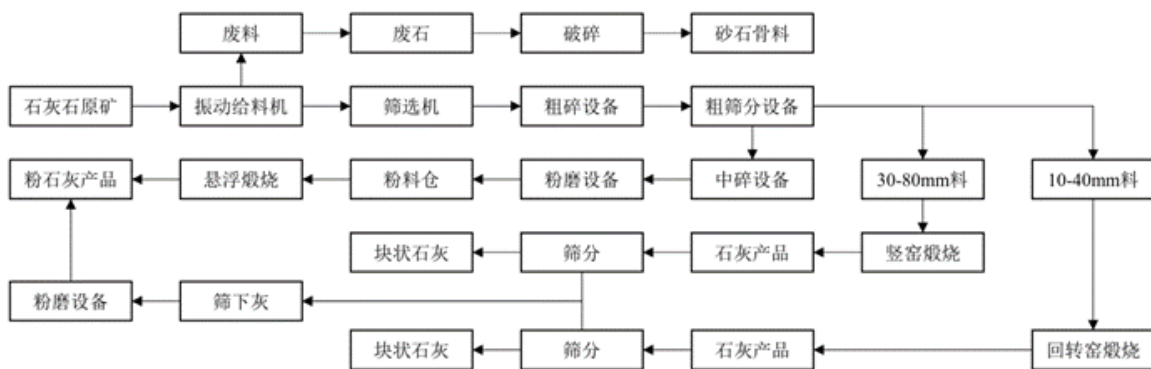 废料
废石
破碎
砂石骨料
石灰石原矿
振动给料机
筛选机
粗碎设备
粗筛分设备
粉石灰产品
悬浮煅烧
粉料仓
粉磨设备
中碎设备
30-80mm料
10-40mm料
块状石灰
筛分
石灰产品
竖窑煅烧
粉磨设备
筛下灰
块状石灰
筛分
石灰产品
回转窑煅烧